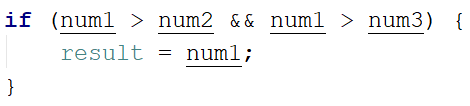 if (num1 > num2 && num1 > num3) {
    result = num1;
}